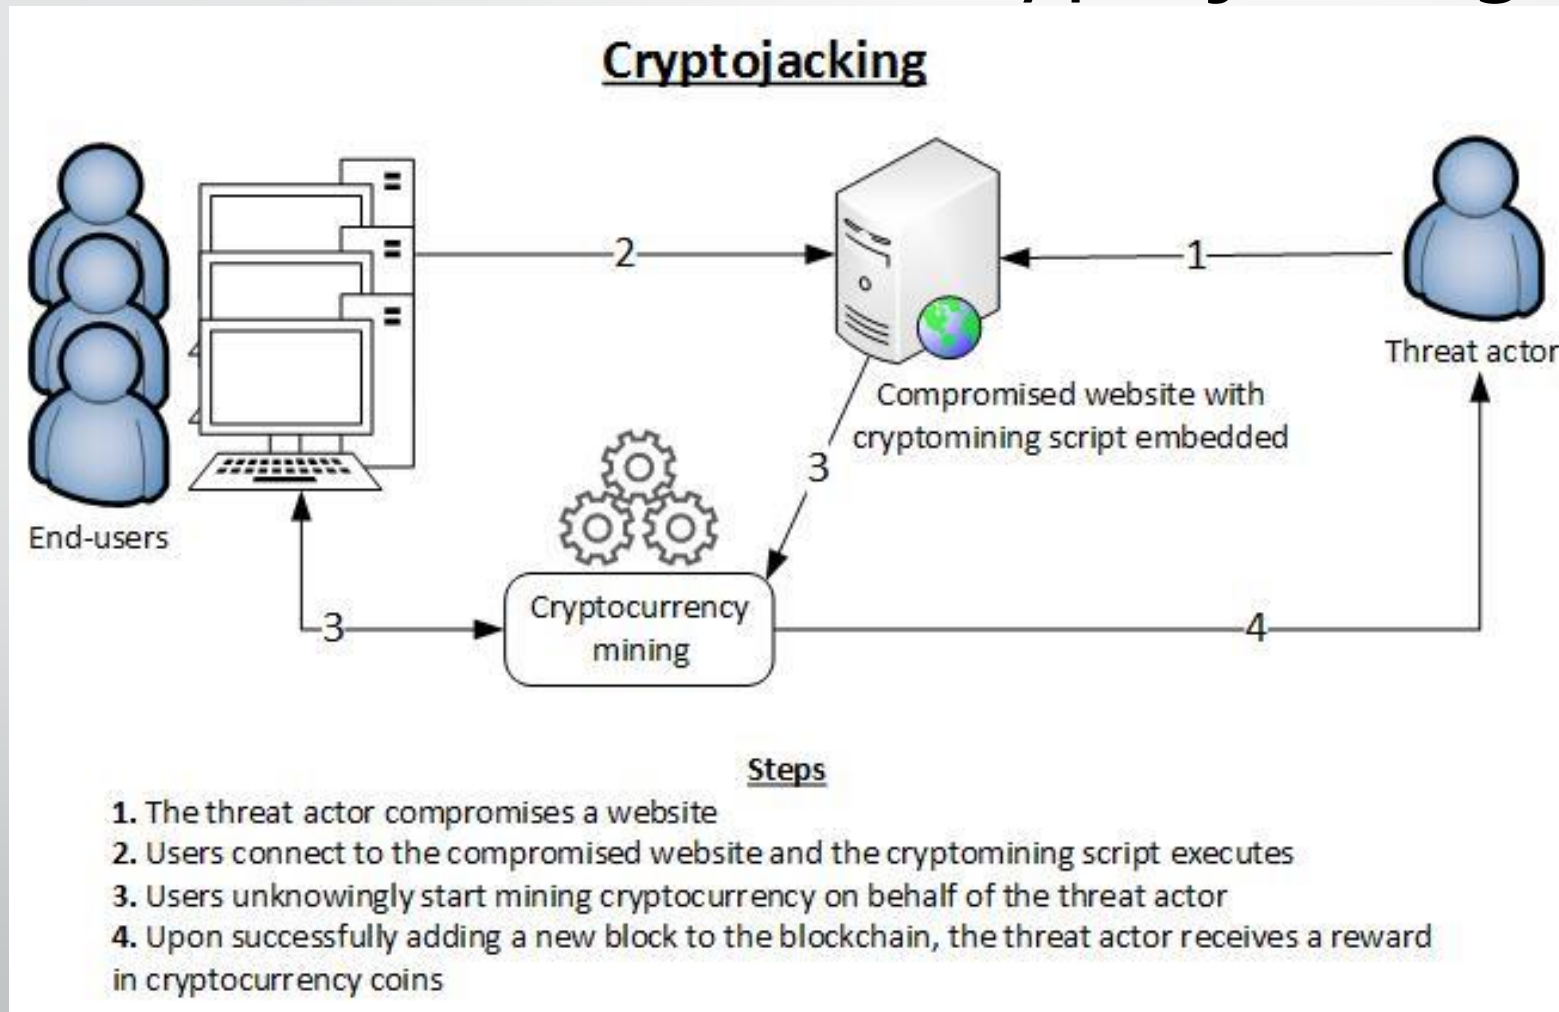 Cryptojacking
2
1
Threat actor
Compromised website with
cryptomining script embedded
3
End-users
Cryptocurrency
mining
3
4
Steps
1. The threat actor compromises a website
2. Users connect to the compromised website and the cryptomining script executes
3. Users unknowingly start mining cryptocurrency on behalf of the threat actor
4. Upon successfully adding a new block to the blockchain, the threat actor receives a reward
in cryptocurrency coins